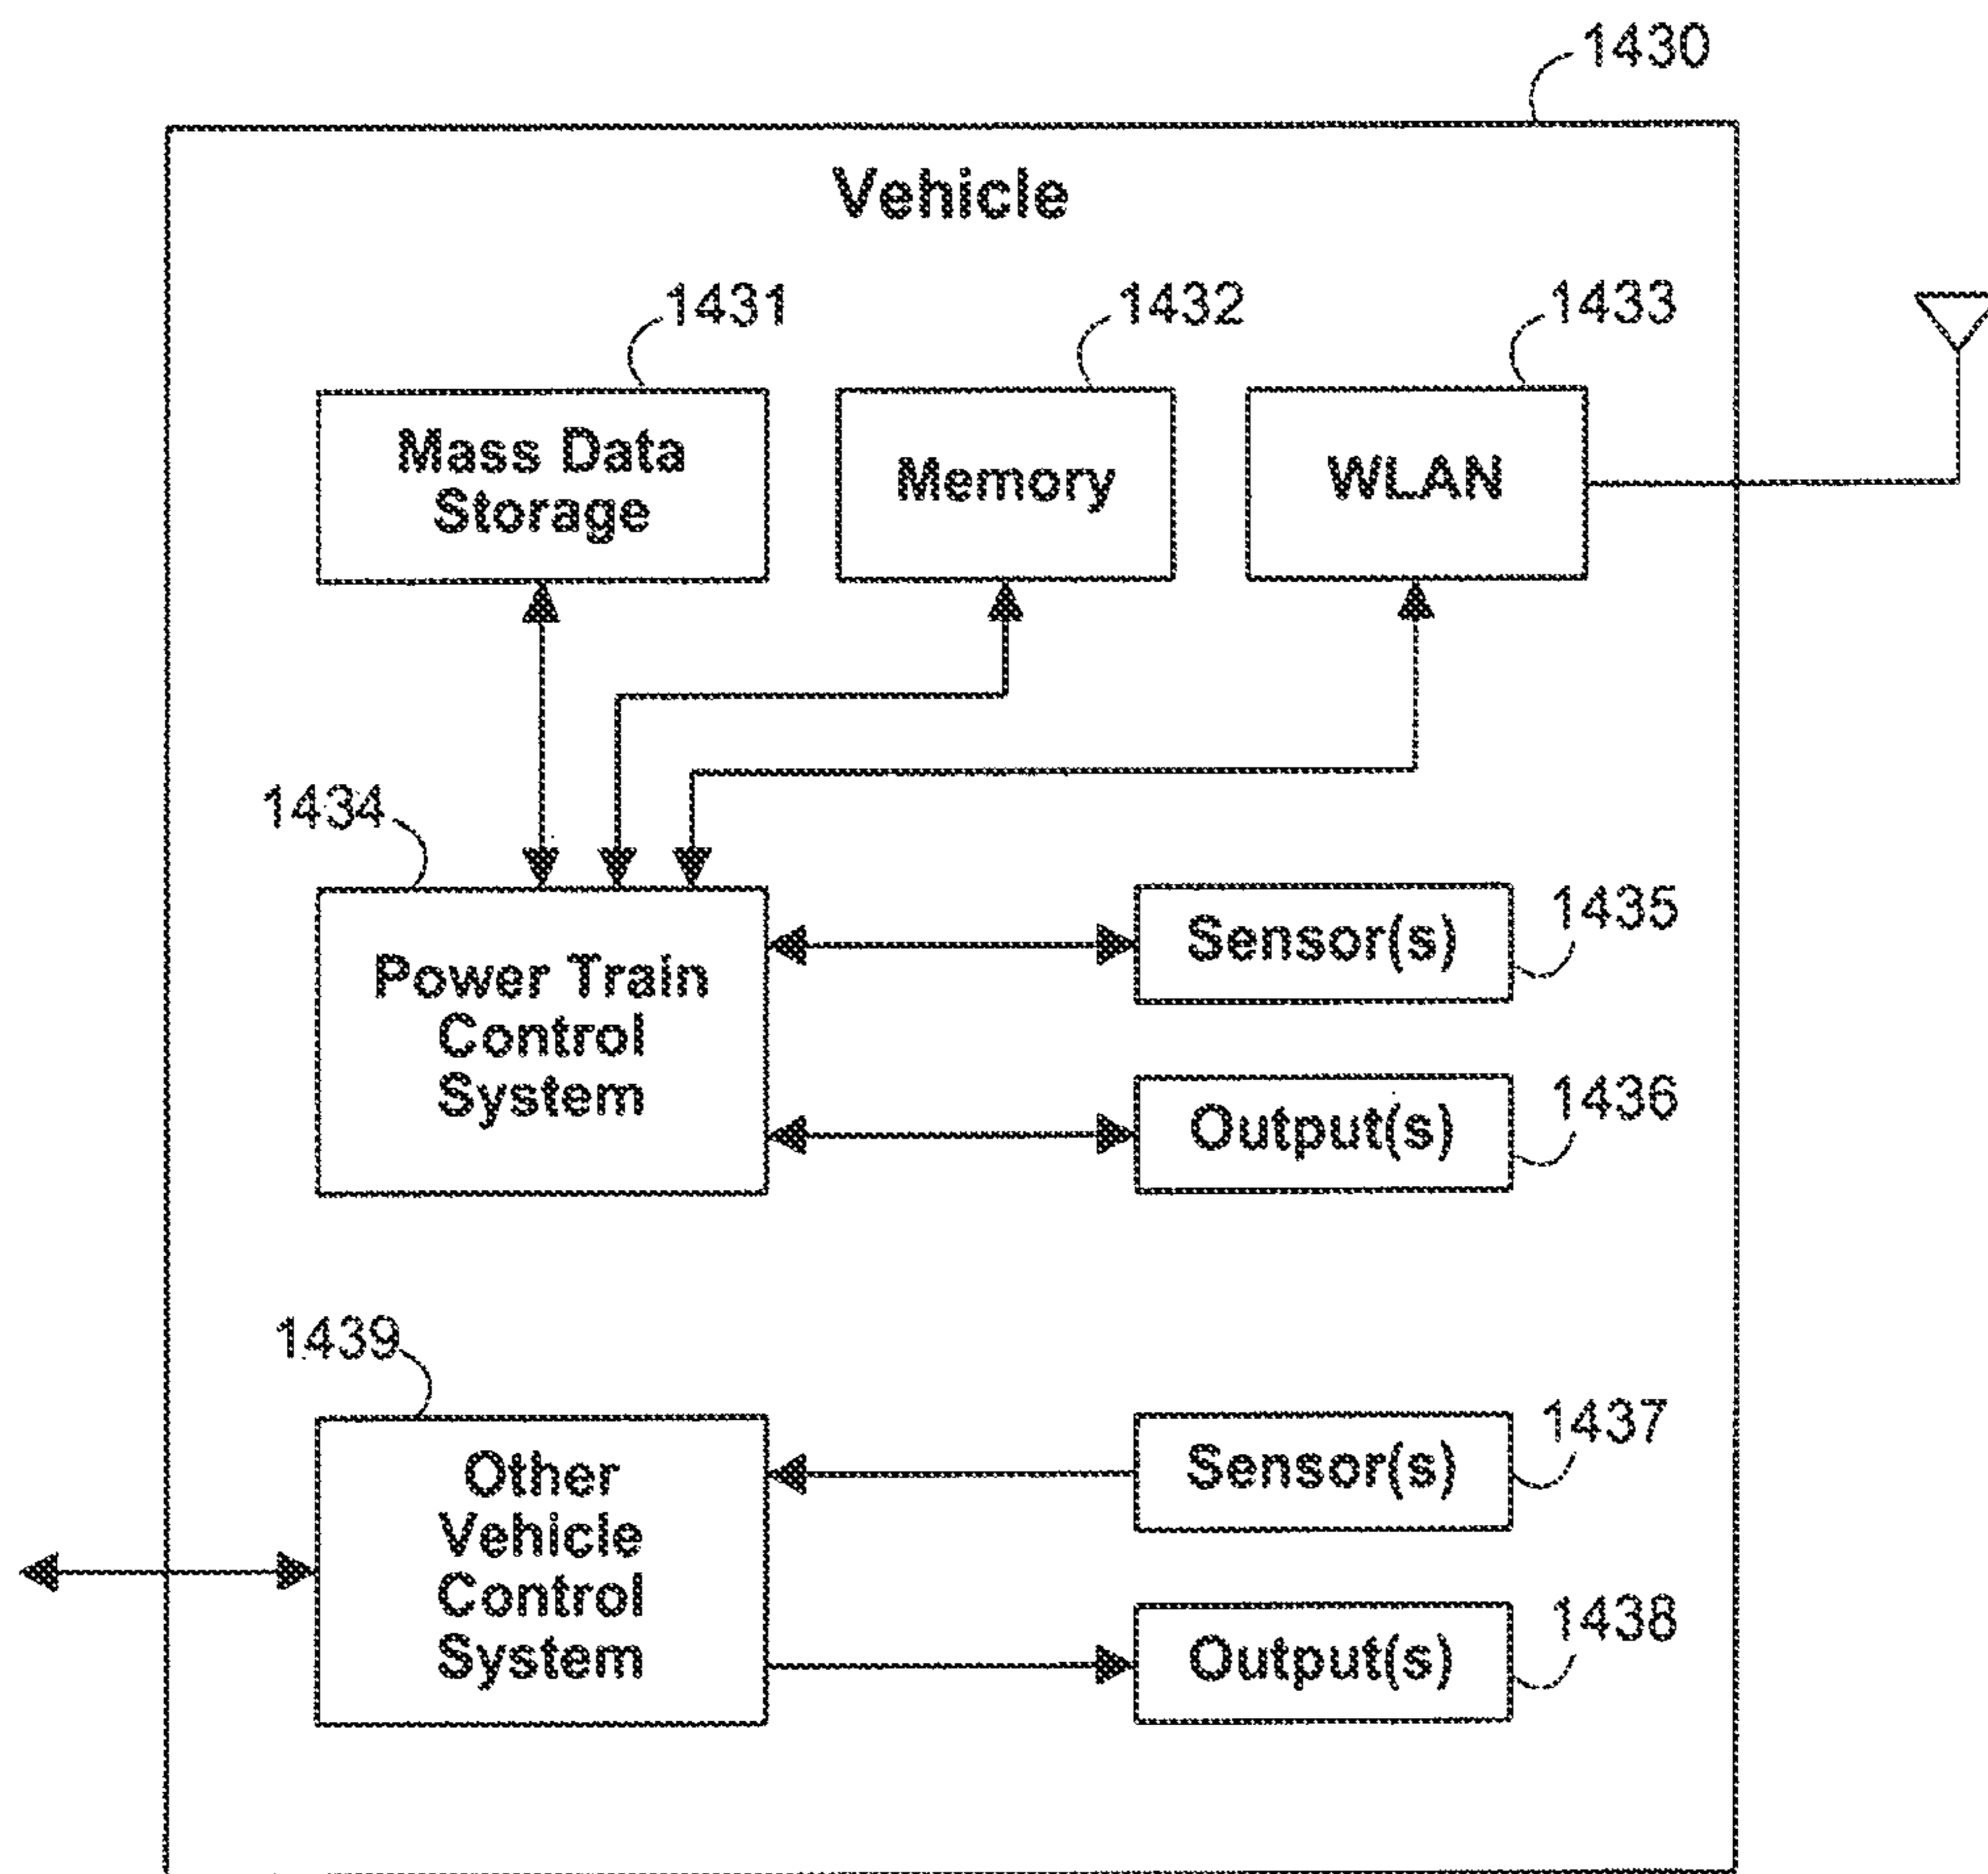 1430
Vehicle
1431
1432
1433
Mass Data
Storage
Memory
WLAN
1434
Power Train
Control
System
Sensor(s)
1435
Output(s)
1436
1439
Other
Vehicle
Control
System
Sensor(s)
1437
Output(s)
1438